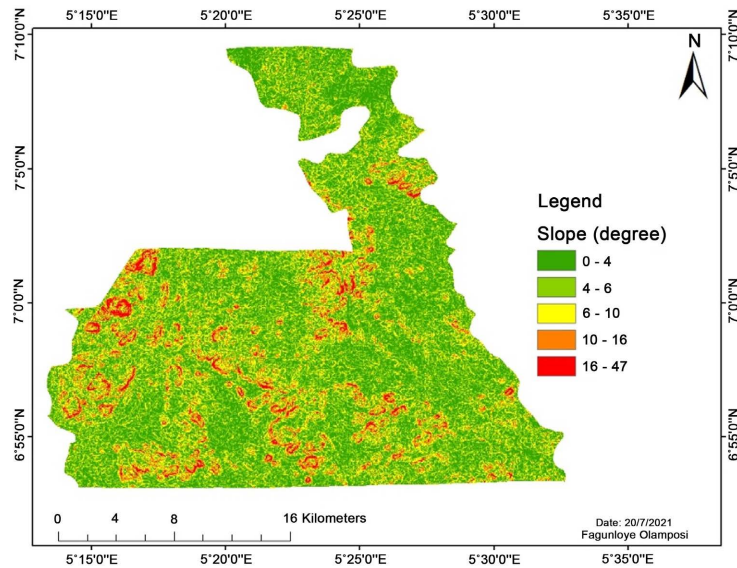 5°15'0"E 5°20'0"E 5°25'0"E 5°30'0"E 5°35'0"E
7°10'0"N
7°10'0"N
N
7°5'0"N
7°5'0"N
Legend
Slope (degree)
0 - 4
4 - 6
6 - 10
10 - 16
16 - 47
7°0'0"N
7°0'0"N
6°55'0"N
6°55'0"N
0 4 8 16 Kilometers
Date: 20/7/2021
Fagunloye Olamposi
5°15'0"E 5°20'0"E 5°25'0"E 5°30'0"E 5°35'0"E